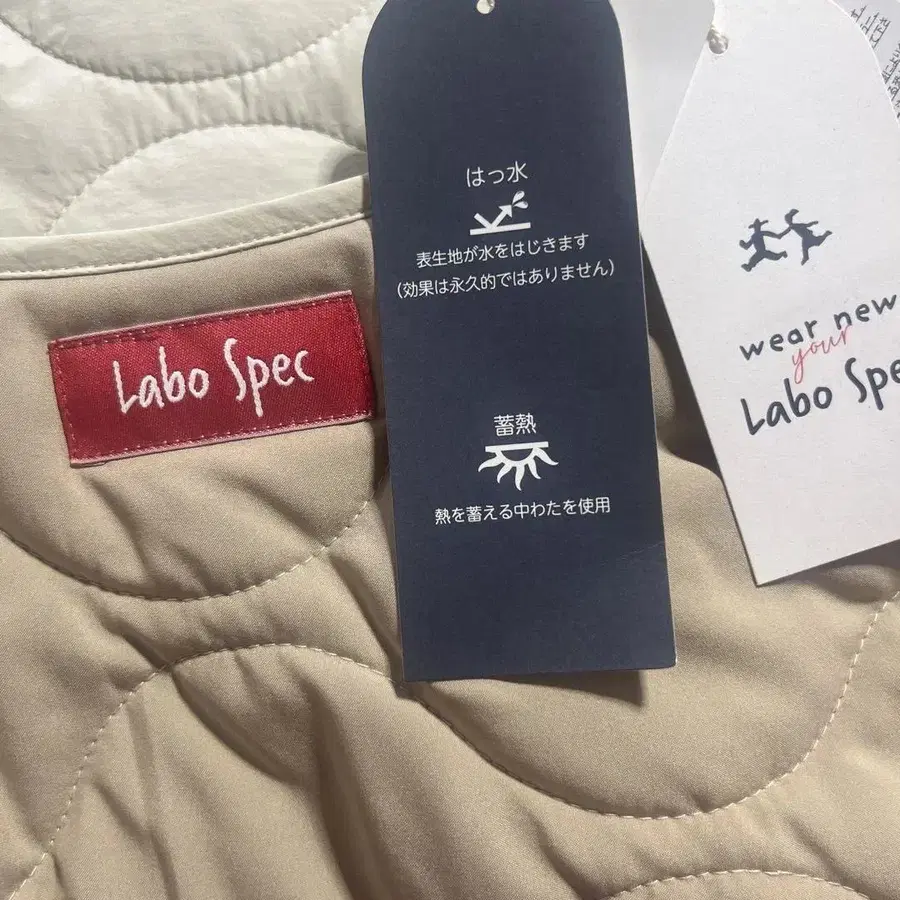 はっ水
表生地が水をはじきます
(効果は永久的ではありません)
Labo Spec
蓄熱
熱を蓄える中わたを使用
wear new
your
Labo